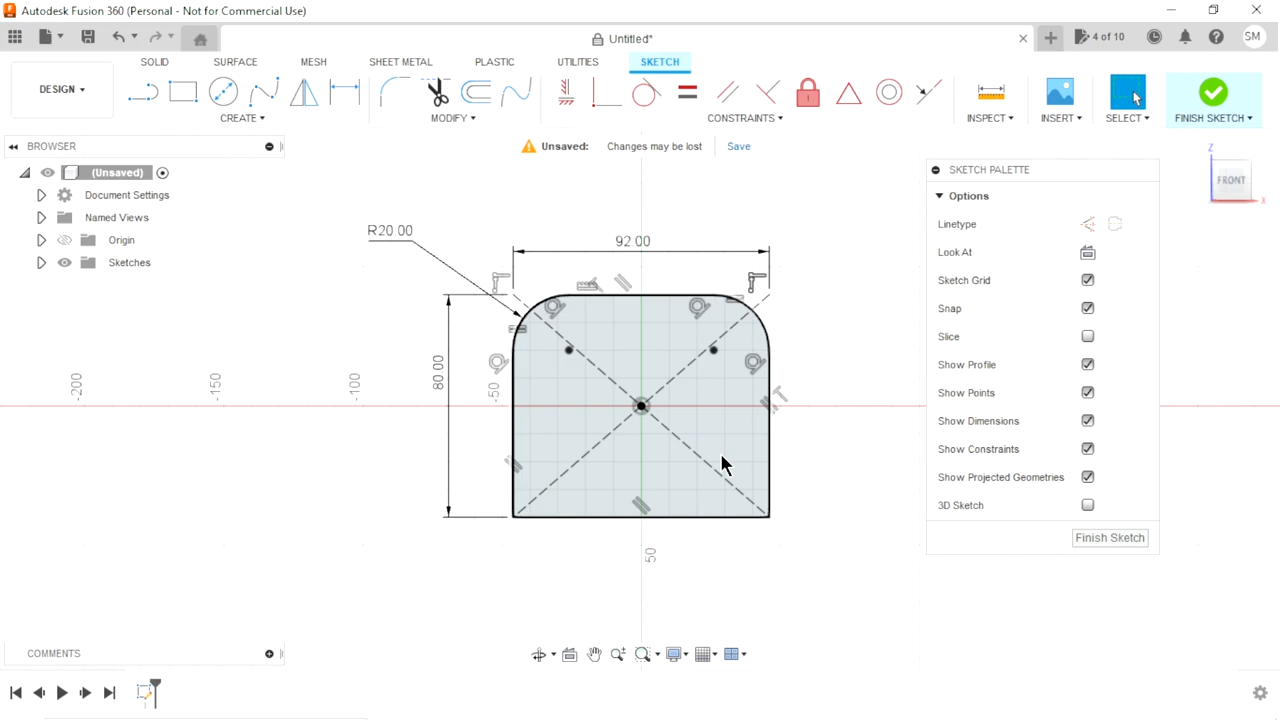 Autodesk Fusion 360 (Personal - Not for Commercial Use)
Untitled*
4 of 10
SM
DESIGN
SOLID SURFACE MESH SHEET METAL PLASTIC UTILITIES SKETCH
CREATE MODIFY CONSTRAINTS INSPECT INSERT SELECT FINISH SKETCH
BROWSER
Unsaved: Changes may be lost Save
(Unsaved)
Document Settings
Named Views
Origin
Sketches
SKETCH PALETTE
Options
Linetype
Look At
Sketch Grid
Snap
Slice
Show Profile
Show Points
Show Dimensions
Show Constraints
Show Projected Geometries
3D Sketch
Finish Sketch
Z
FRONT
X
R20.00
92.00
80.00
-200
-150
-100
-50
50
COMMENTS